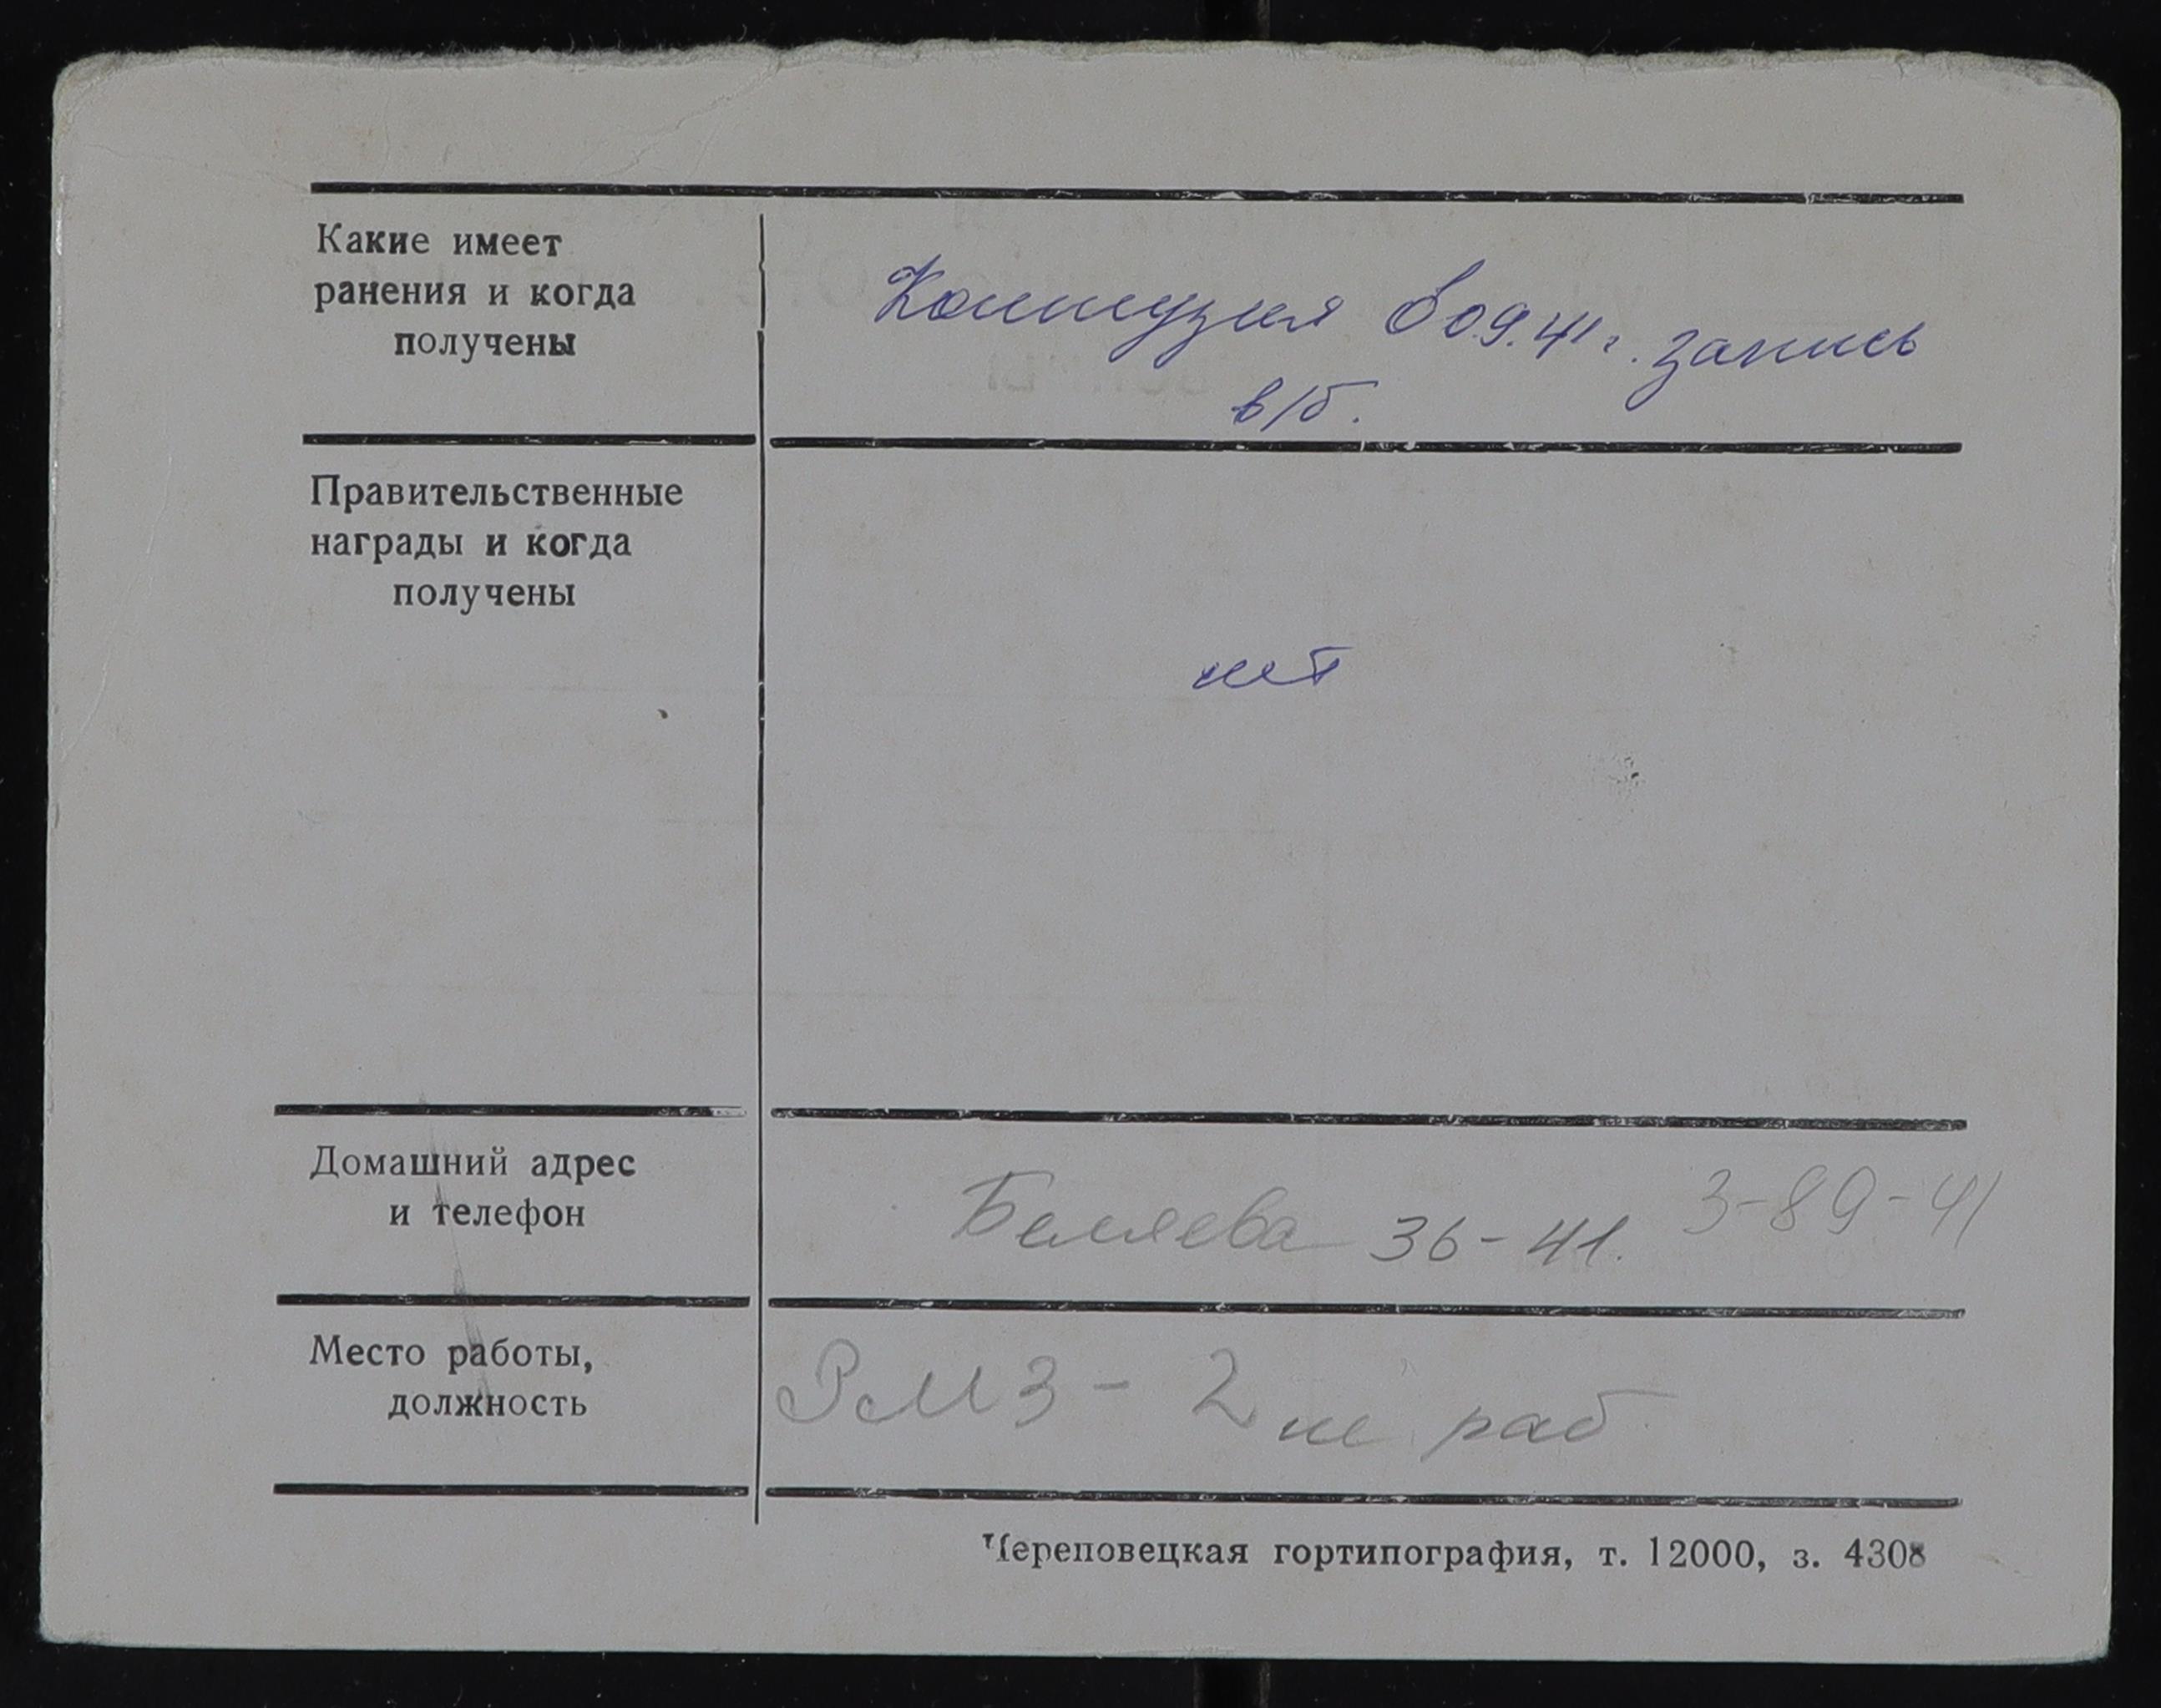 Какие имеет
ранения и когда
получены
Контузия в 09.41 г. запись
в/б.
Правительственные
награды и когда
получены
нет
Домашний адрес
и телефон
Беляева 36-41. 3-89-41
Место работы,
должность
РМЗ-2 не раб
Череповецкая гортипография, т. 12000, з. 4308